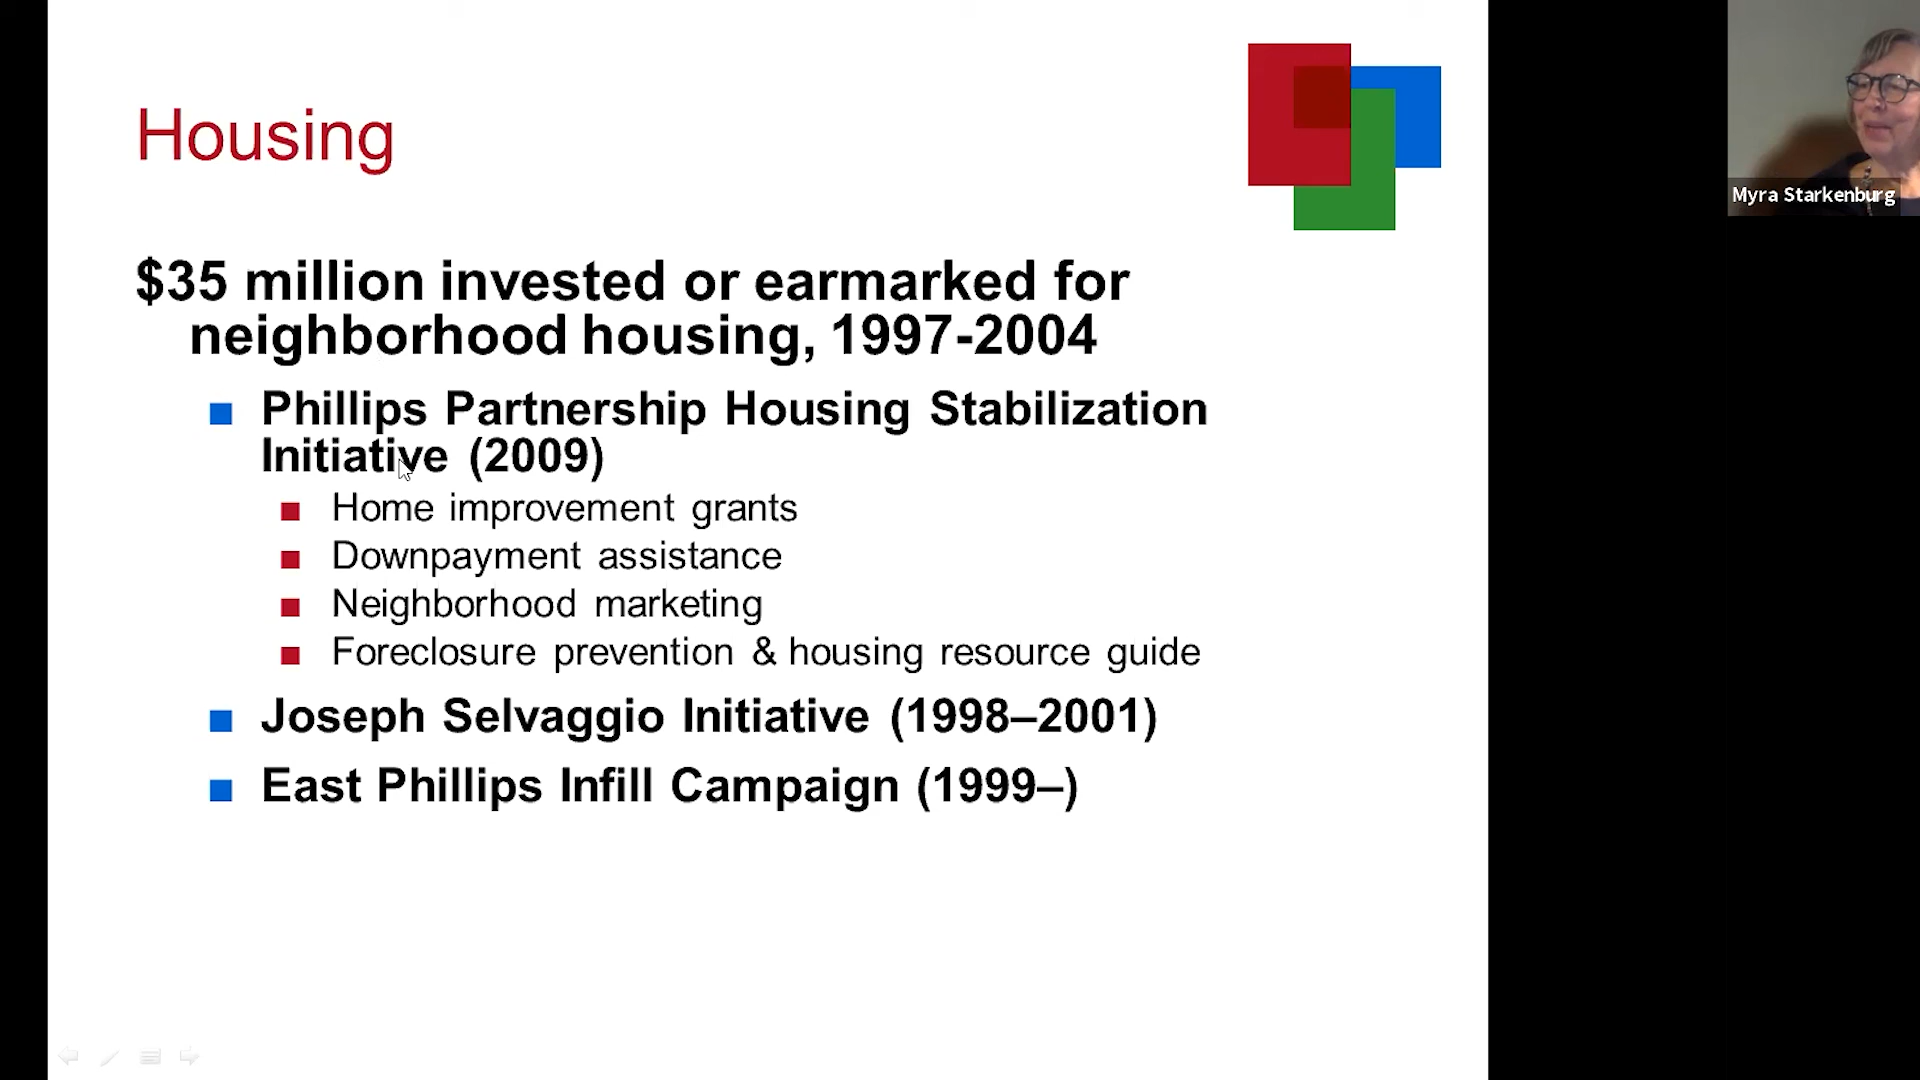 Housing
$35 million invested or earmarked for
neighborhood housing, 1997-2004
Phillips Partnership Housing Stabilization
Initiative (2009)
Home improvement grants
Downpayment assistance
Neighborhood marketing
Foreclosure prevention & housing resource guide
Joseph Selvaggio Initiative (1998–2001)
East Phillips Infill Campaign (1999–)
Myra Starkenburg